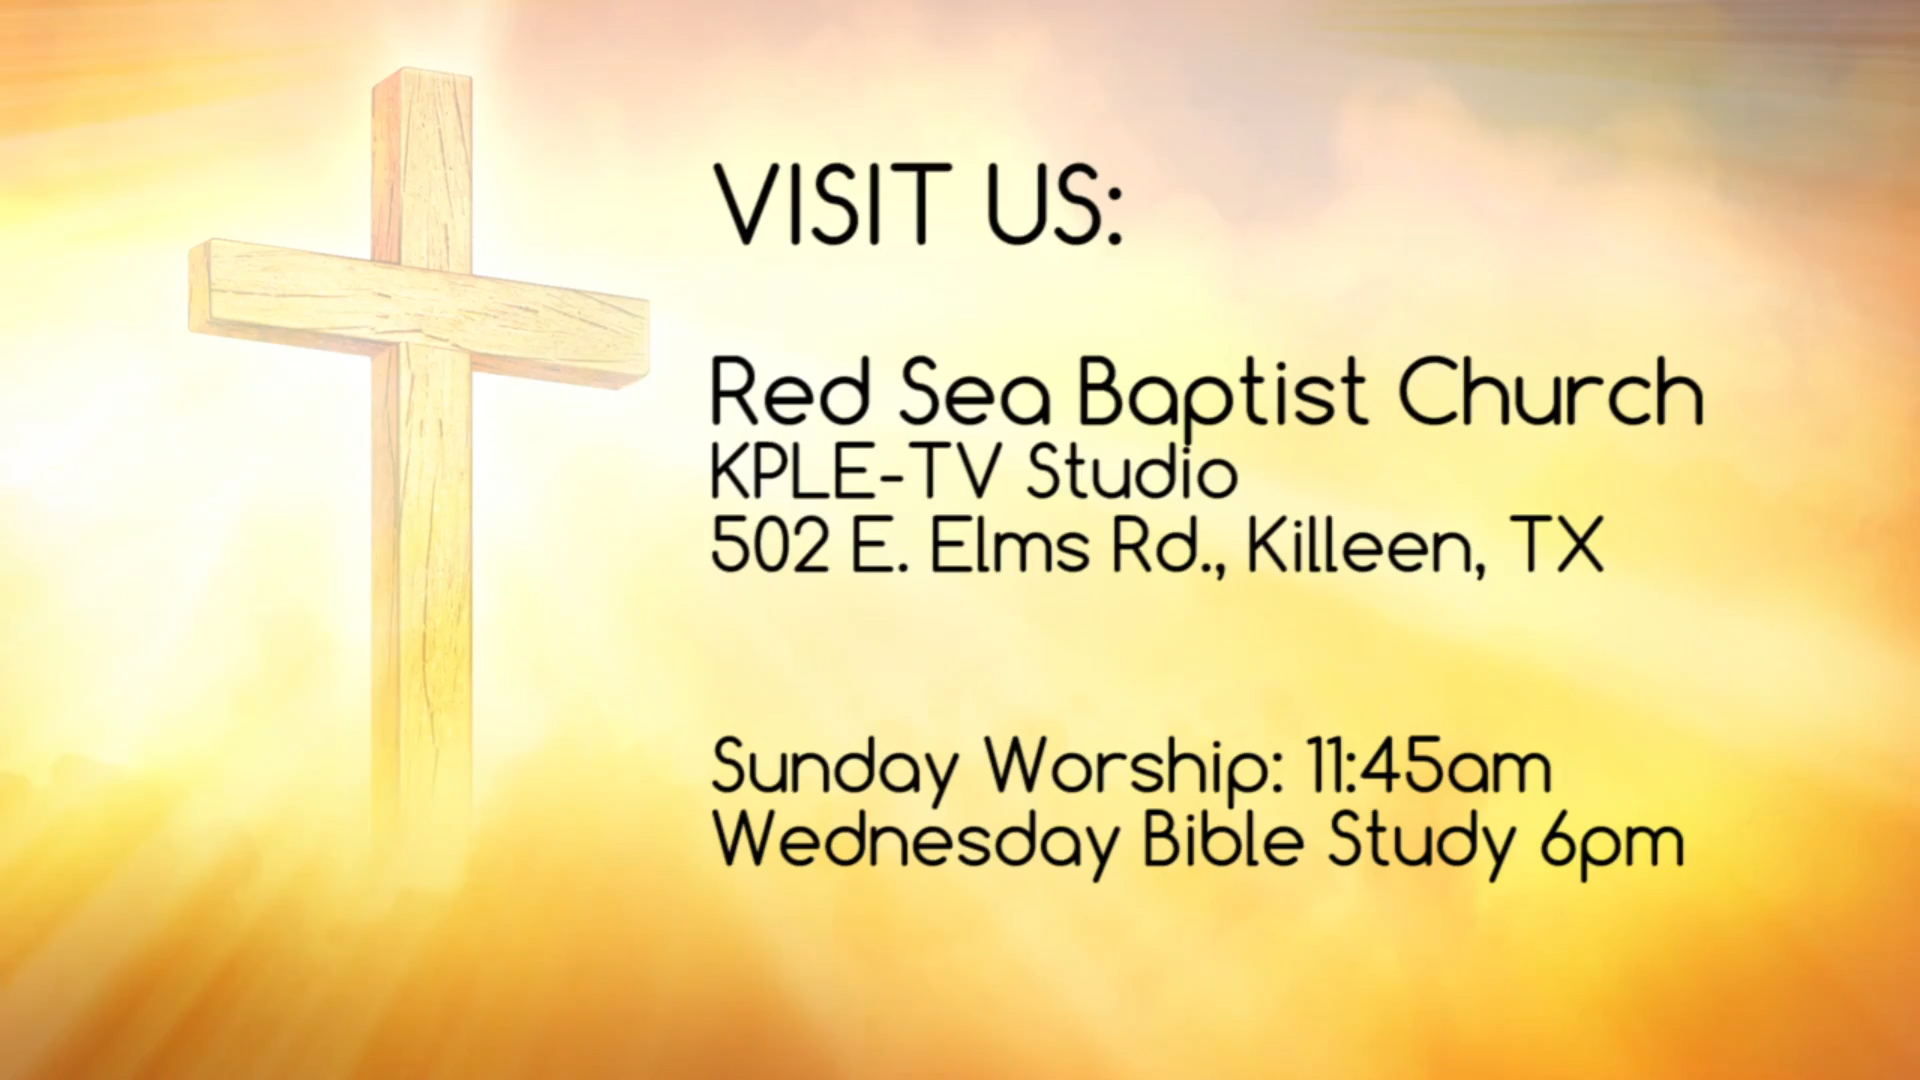 VISIT US:
Red Sea Baptist Church
KPLE-TV Studio
502 E. Elms Rd., Killeen, TX
Sunday Worship: 11:45am
Wednesday Bible Study 6pm